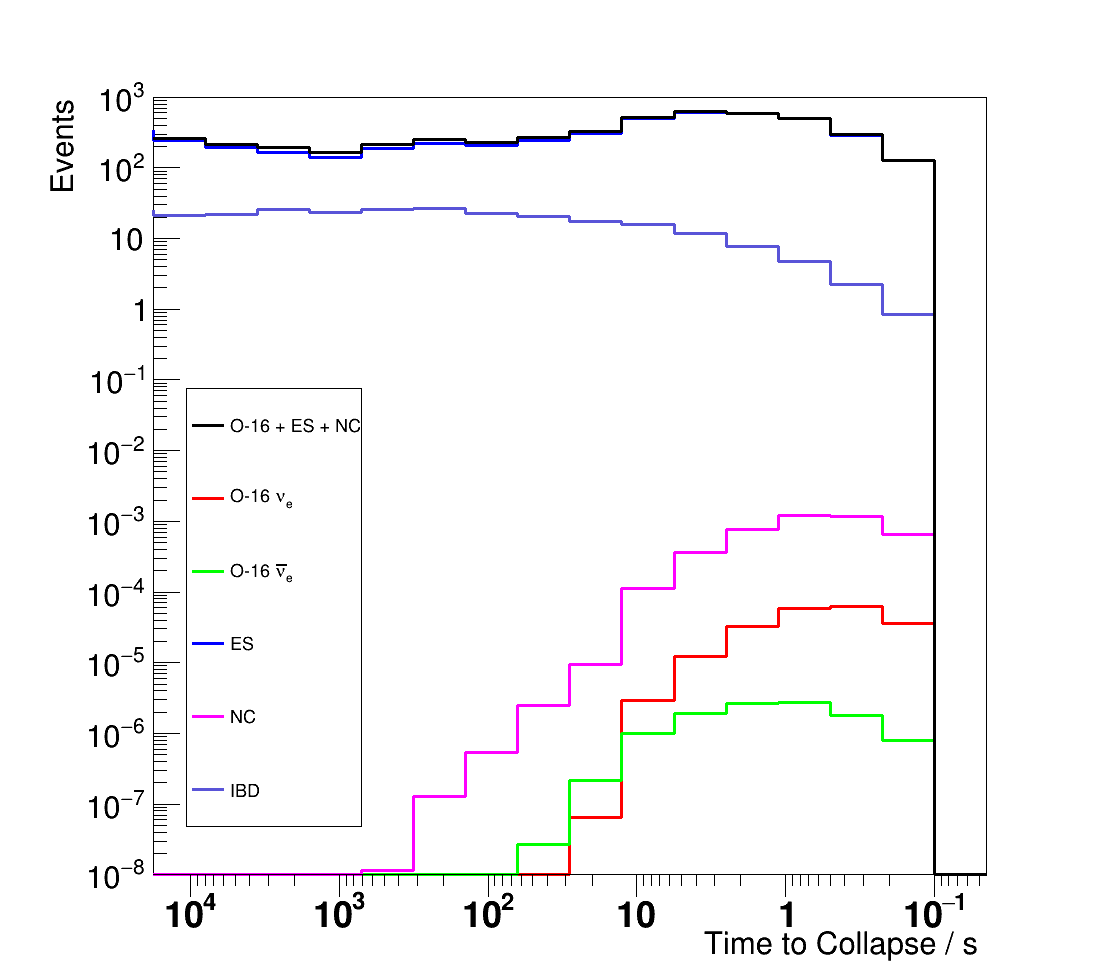 Events
10³
10²
10
1
10⁻¹
10⁻²
10⁻³
10⁻⁴
10⁻⁵
10⁻⁶
10⁻⁷
10⁻⁸
O-16 + ES + NC
O-16 νₑ
O-16 ν̅ₑ
ES
NC
IBD
10⁴ 10³ 10² 10 1 10⁻¹
Time to Collapse / s